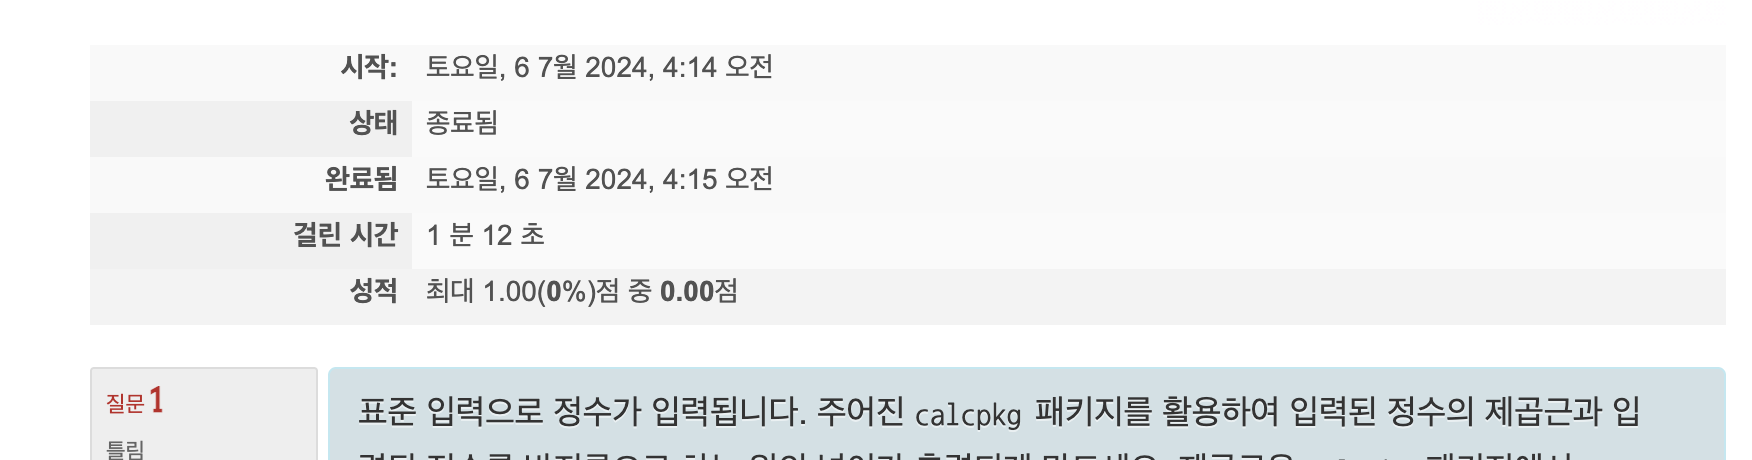 시작: 토요일, 6 7월 2024, 4:14 오전
상태 종료됨
완료됨 토요일, 6 7월 2024, 4:15 오전
걸린 시간 1 분 12 초
성적 최대 1.00(0%)점 중 0.00점
질문 1
틀림
표준 입력으로 정수가 입력됩니다. 주어진 calcpkg 패키지를 활용하여 입력된 정수의 제곱근과 입